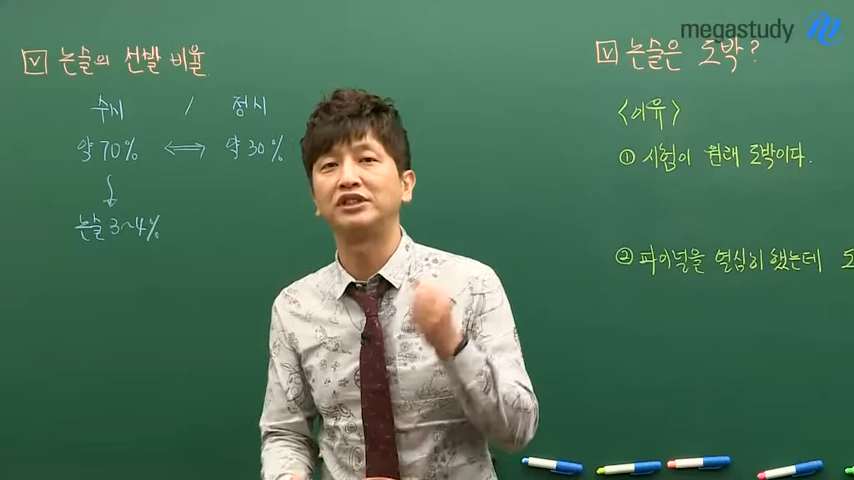 megastudy
V 논술의 선발 비율
수시 / 정시
약 70% ⟺ 약 30%
논술 3~4%
V 논술은 도박?
<이유>
① 시험이 원래 도박이다.
② 파이널을 열심히 했는데